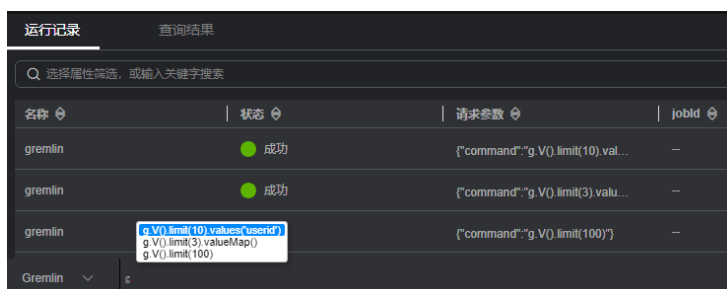 运行记录 查询结果
选择属性筛选，或输入关键字搜索
名称 状态 请求参数 jobId
gremlin 成功 {"command":"g.V().limit(10).val... --
gremlin 成功 {"command":"g.V().limit(3).valu... --
gremlin {"command":"g.V().limit(100)"} --
g.V().limit(10).values('userid')
g.V().limit(3).valueMap()
g.V().limit(100)
Gremlin g